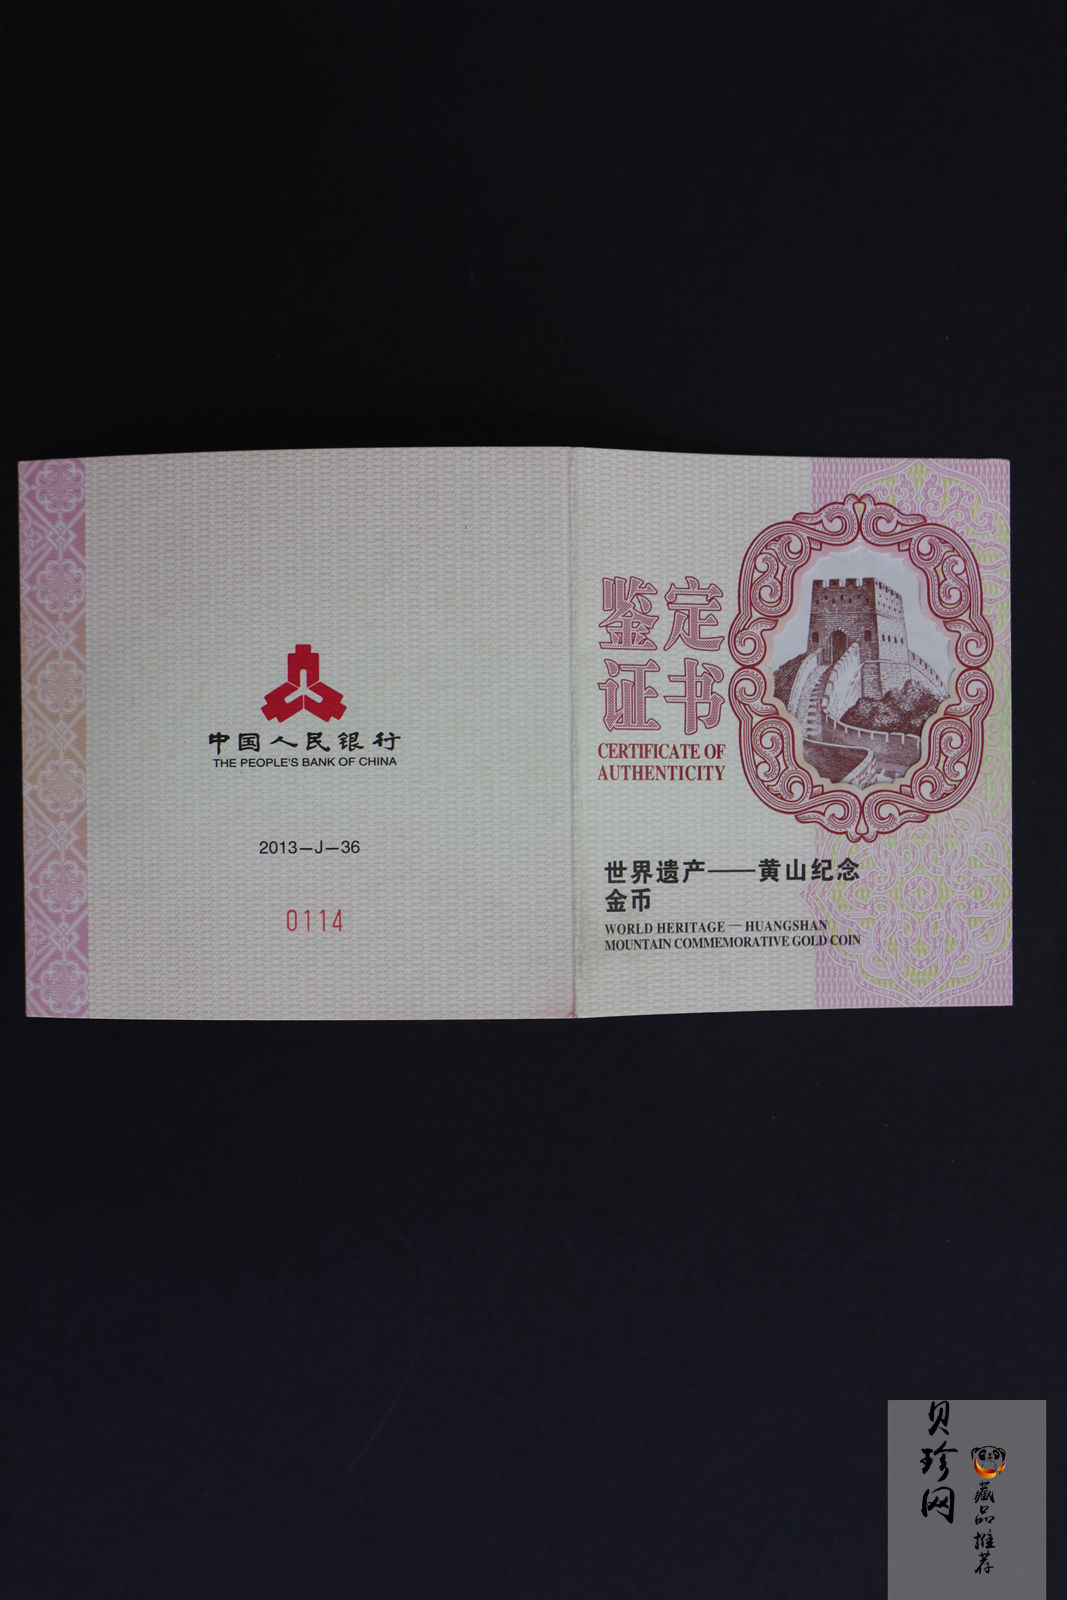 中国人民银行
THE PEOPLE'S BANK OF CHINA
2013-J-36
0114
鉴定
证书
CERTIFICATE OF
AUTHENTICITY
世界遗产——黄山纪念
金币
WORLD HERITAGE — HUANGSHAN
MOUNTAIN COMMEMORATIVE GOLD COIN
贝珍网
藏品推荐